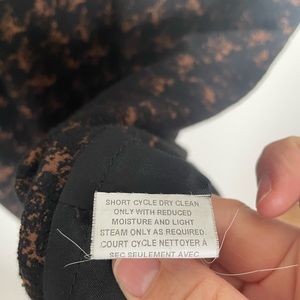 SHORT CYCLE DRY CLEAN
ONLY WITH REDUCED
MOISTURE AND LIGHT
STEAM ONLY AS REQUIRED.
COURT CYCLE NETTOYER A
SEC SEULEMENT AVEC